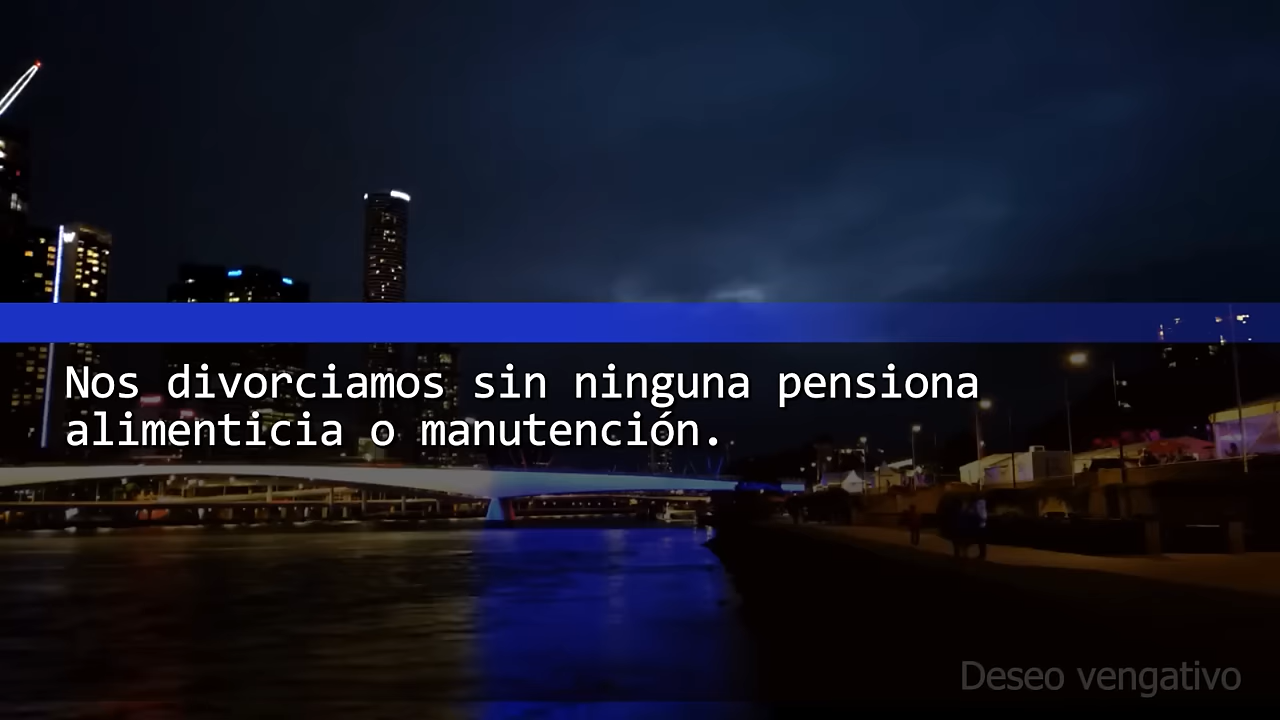 Nos divorciamos sin ninguna pensiona
alimenticia o manutención.
Deseo vengativo